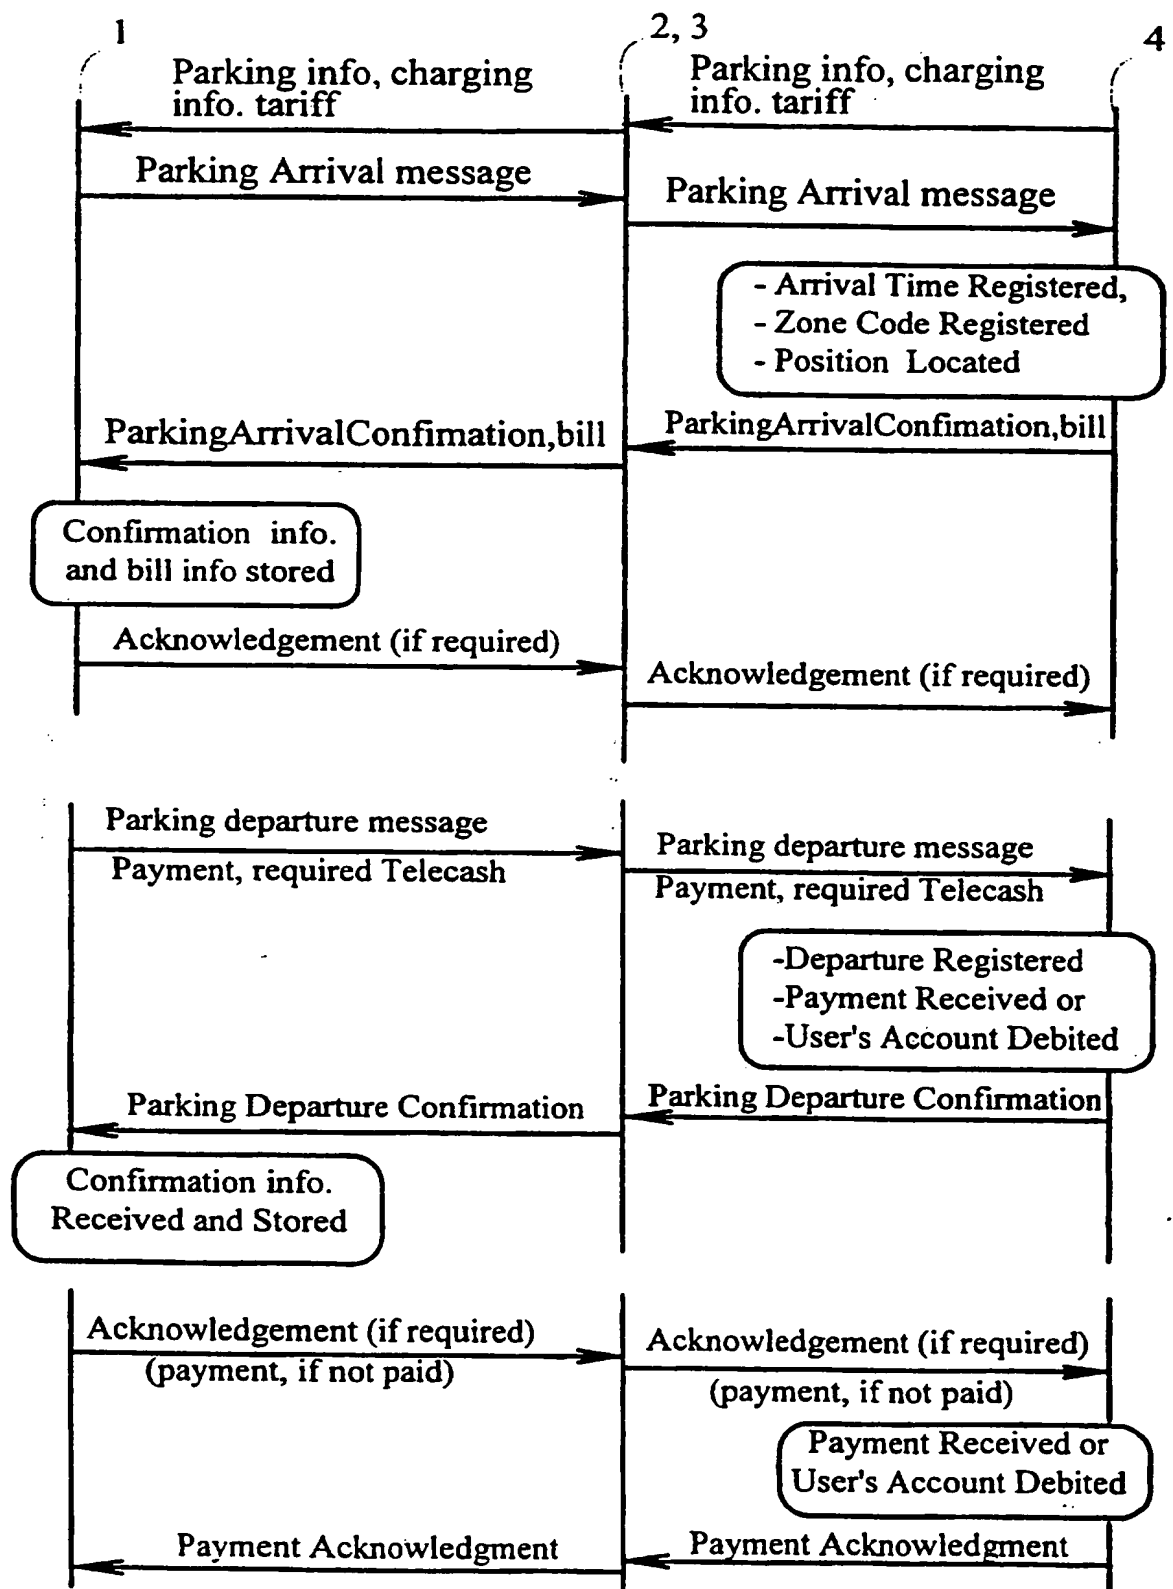 1
2, 3
4
Parking info, charging
info. tariff
Parking info, charging
info. tariff
Parking Arrival message
Parking Arrival message
- Arrival Time Registered,
- Zone Code Registered
- Position Located
ParkingArrivalConfimation,bill
ParkingArrivalConfimation,bill
Confirmation info.
and bill info stored
Acknowledgement (if required)
Acknowledgement (if required)
Parking departure message
Payment, required Telecash
Parking departure message
Payment, required Telecash
-Departure Registered
-Payment Received or
-User's Account Debited
Parking Departure Confirmation
Parking Departure Confirmation
Confirmation info.
Received and Stored
Acknowledgement (if required)
(payment, if not paid)
Acknowledgement (if required)
(payment, if not paid)
Payment Received or
User's Account Debited
Payment Acknowledgment
Payment Acknowledgment